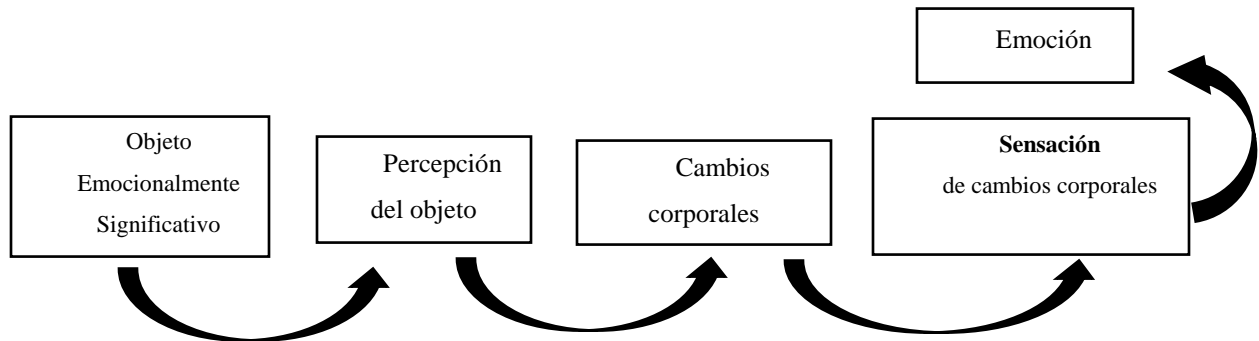 Emoción
Objeto
Emocionalmente
Significativo
Percepción
del objeto
Cambios
corporales
Sensación
de cambios corporales